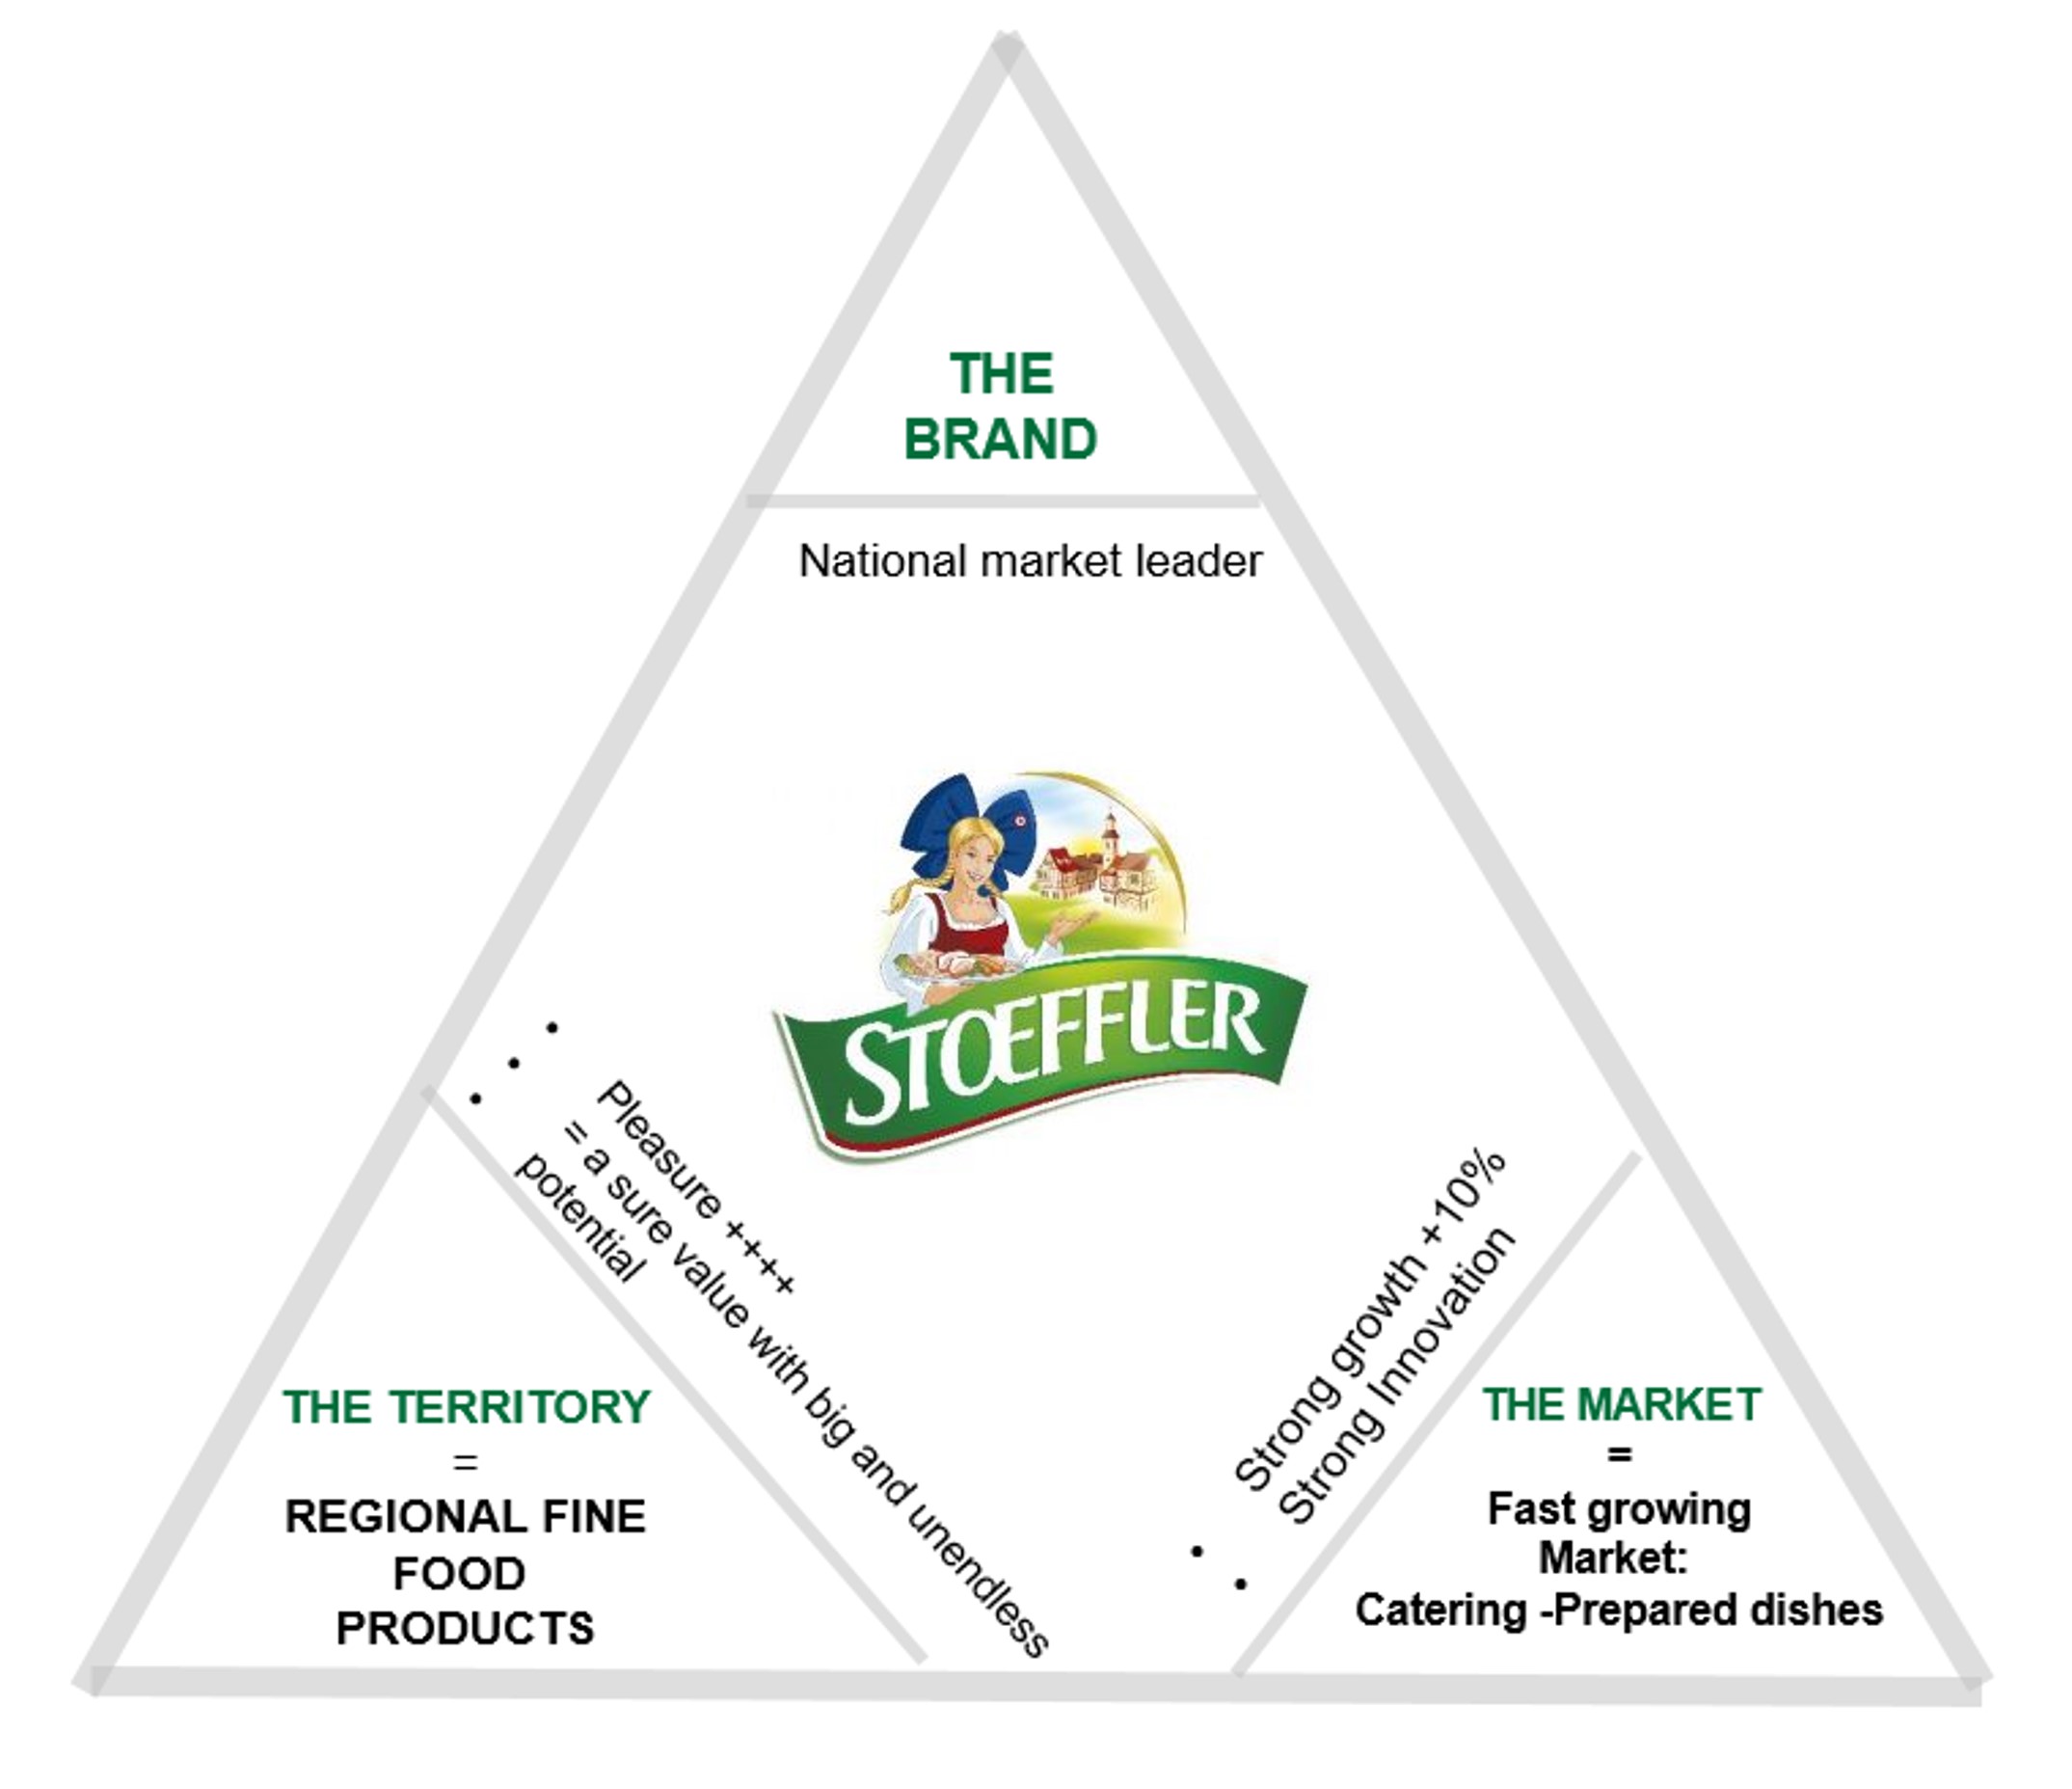 THE
BRAND
National market leader
STŒFFLER
• Pleasure ++++
• = a sure value with big and unendless
• potential
• Strong growth +10%
• Strong Innovation
THE TERRITORY
=
REGIONAL FINE
FOOD
PRODUCTS
THE MARKET
=
Fast growing
Market:
Catering -Prepared dishes